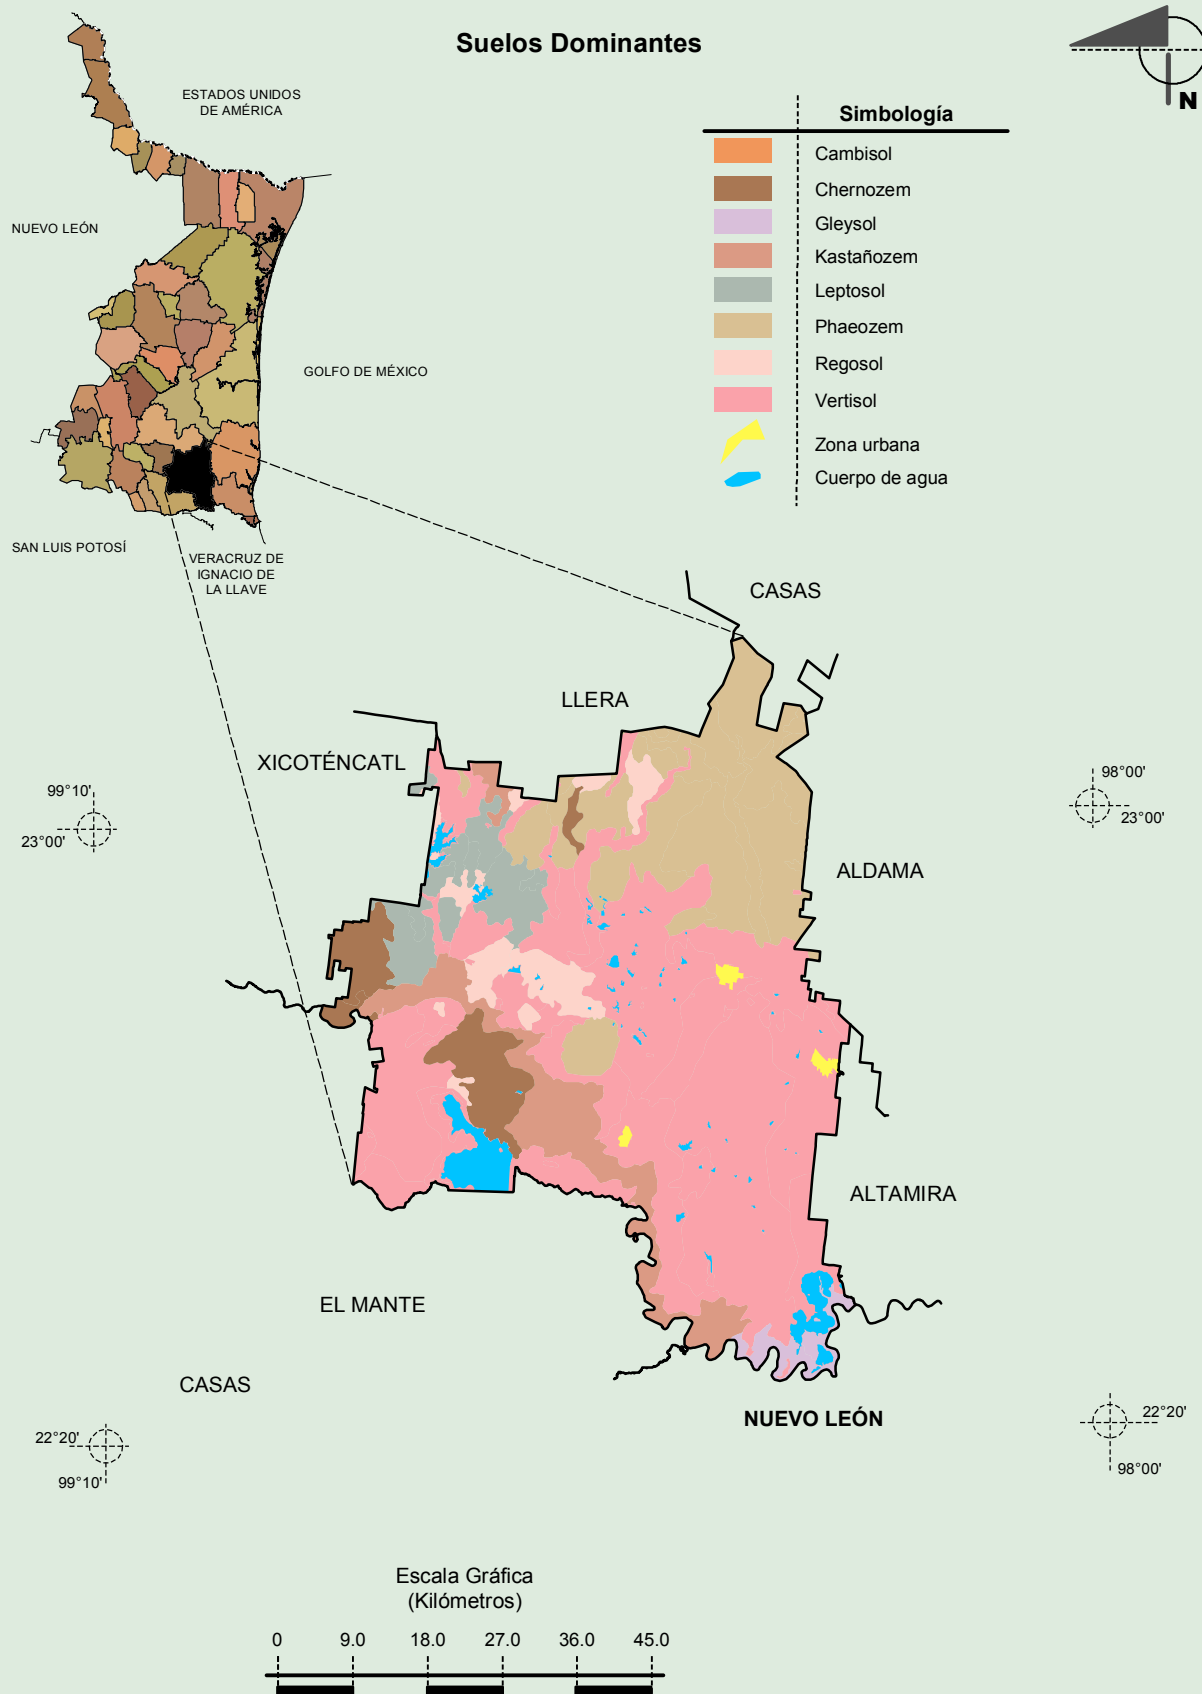 Suelos Dominantes
N
ESTADOS UNIDOS
DE AMÉRICA
NUEVO LEÓN
GOLFO DE MÉXICO
SAN LUIS POTOSÍ
VERACRUZ DE
IGNACIO DE
LA LLAVE
Simbología
Cambisol
Chernozem
Gleysol
Kastañozem
Leptosol
Phaeozem
Regosol
Vertisol
Zona urbana
Cuerpo de agua
CASAS
LLERA
XICOTÉNCATL
99°10'
23°00'
98°00'
23°00'
ALDAMA
ALTAMIRA
EL MANTE
CASAS
NUEVO LEÓN
22°20'
99°10'
22°20'
98°00'
Escala Gráfica
(Kilómetros)
0 9.0 18.0 27.0 36.0 45.0